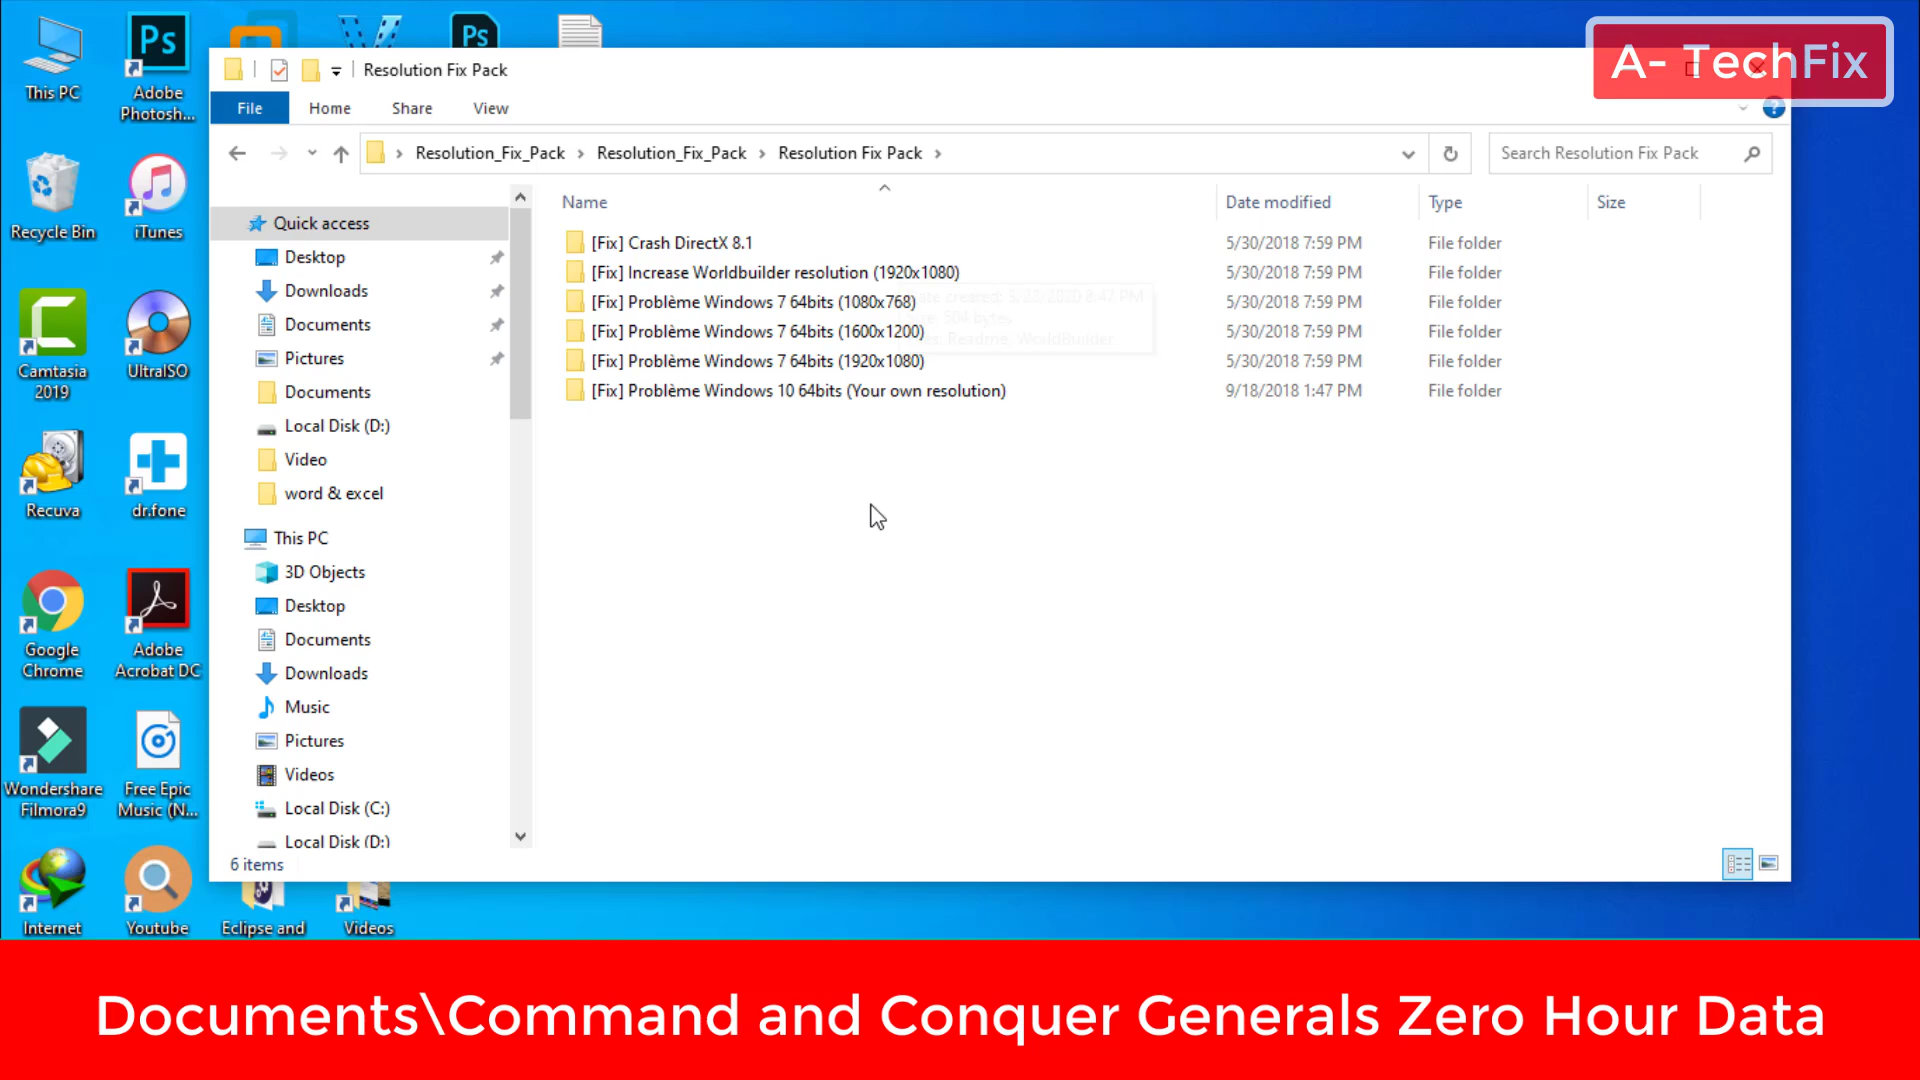 A- TechFix
Ps
Ps
This PC
Adobe
Photosh...
Recycle Bin
iTunes
Camtasia
2019
UltraISO
Recuva
dr.fone
Google
Chrome
Adobe
Acrobat DC
Wondershare
Filmora9
Free Epic
Music (N...
Internet
Youtube
Eclipse and
Videos
Resolution Fix Pack
File
Home
Share
View
Resolution_Fix_Pack
Resolution_Fix_Pack
Resolution Fix Pack
Search Resolution Fix Pack
Quick access
Desktop
Downloads
Documents
Pictures
Documents
Local Disk (D:)
Video
word & excel
This PC
3D Objects
Desktop
Documents
Downloads
Music
Pictures
Videos
Local Disk (C:)
Local Disk (D:)
Name Date modified Type Size
[Fix] Crash DirectX 8.1 5/30/2018 7:59 PM File folder
[Fix] Increase Worldbuilder resolution (1920x1080) 5/30/2018 7:59 PM File folder
[Fix] Problème Windows 7 64bits (1080x768) 5/30/2018 7:59 PM File folder
[Fix] Problème Windows 7 64bits (1600x1200) 5/30/2018 7:59 PM File folder
[Fix] Problème Windows 7 64bits (1920x1080) 5/30/2018 7:59 PM File folder
[Fix] Problème Windows 10 64bits (Your own resolution) 9/18/2018 1:47 PM File folder
6 items
Documents\Command and Conquer Generals Zero Hour Data